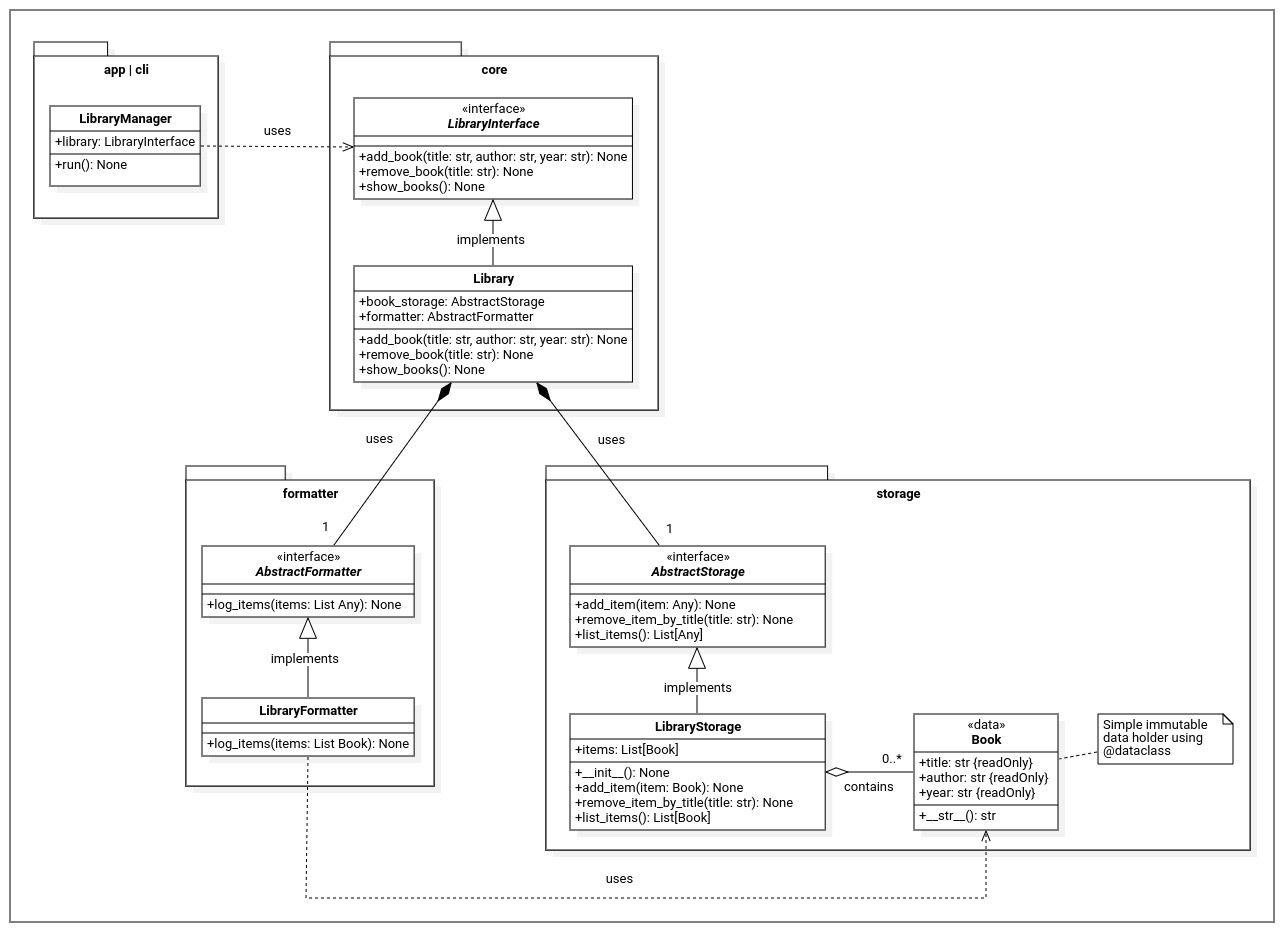 app | cli
LibraryManager
+library: LibraryInterface
+run(): None
uses
core
«interface»
LibraryInterface
+add_book(title: str, author: str, year: str): None
+remove_book(title: str): None
+show_books(): None
implements
Library
+book_storage: AbstractStorage
+formatter: AbstractFormatter
+add_book(title: str, author: str, year: str): None
+remove_book(title: str): None
+show_books(): None
uses
uses
formatter
1
«interface»
AbstractFormatter
+log_items(items: List Any): None
implements
LibraryFormatter
+log_items(items: List Book): None
storage
1
«interface»
AbstractStorage
+add_item(item: Any): None
+remove_item_by_title(title: str): None
+list_items(): List[Any]
implements
LibraryStorage
+items: List[Book]
+__init__(): None
+add_item(item: Book): None
+remove_item_by_title(title: str): None
+list_items(): List[Book]
0..*
contains
«data»
Book
+title: str {readOnly}
+author: str {readOnly}
+year: str {readOnly}
+__str__(): str
Simple immutable
data holder using
@dataclass
uses